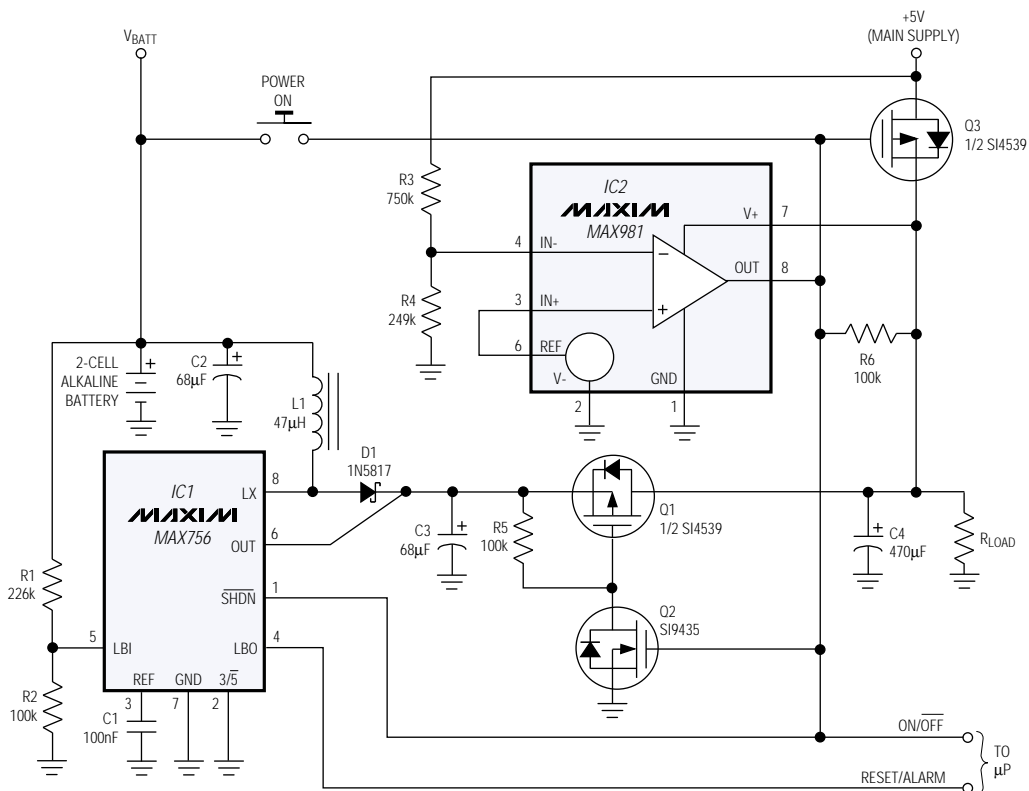 +5V
(MAIN SUPPLY)
VBATT
POWER
ON
Q3
1/2 SI4539
R3
750k
IC2
MAXIM
MAX981
V+
7
4
IN-
−
OUT
8
R4
249k
3
IN+
+
6
REF
V-
GND
2
1
R6
100k
2-CELL
ALKALINE
BATTERY
+
C2
68µF
+
L1
47µH
D1
1N5817
IC1
MAXIM
MAX756
LX
8
OUT
6
SHDN
1
LBO
4
5
LBI
REF
GND
3/5
3
7
2
R1
226k
R2
100k
C1
100nF
C3
68µF
+
R5
100k
Q1
1/2 SI4539
C4
470µF
+
RLOAD
Q2
SI9435
ON/OFF
TO
µP
RESET/ALARM